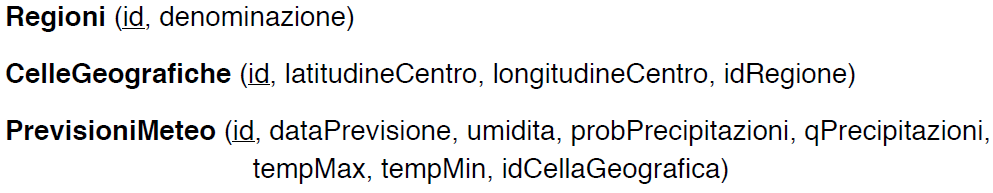 Regioni (id, denominazione)
CelleGeografiche (id, latitudineCentro, longitudineCentro, idRegione)
PrevisioniMeteo (id, dataPrevisione, umidita, probPrecipitazioni, qPrecipitazioni,
tempMax, tempMin, idCellaGeografica)